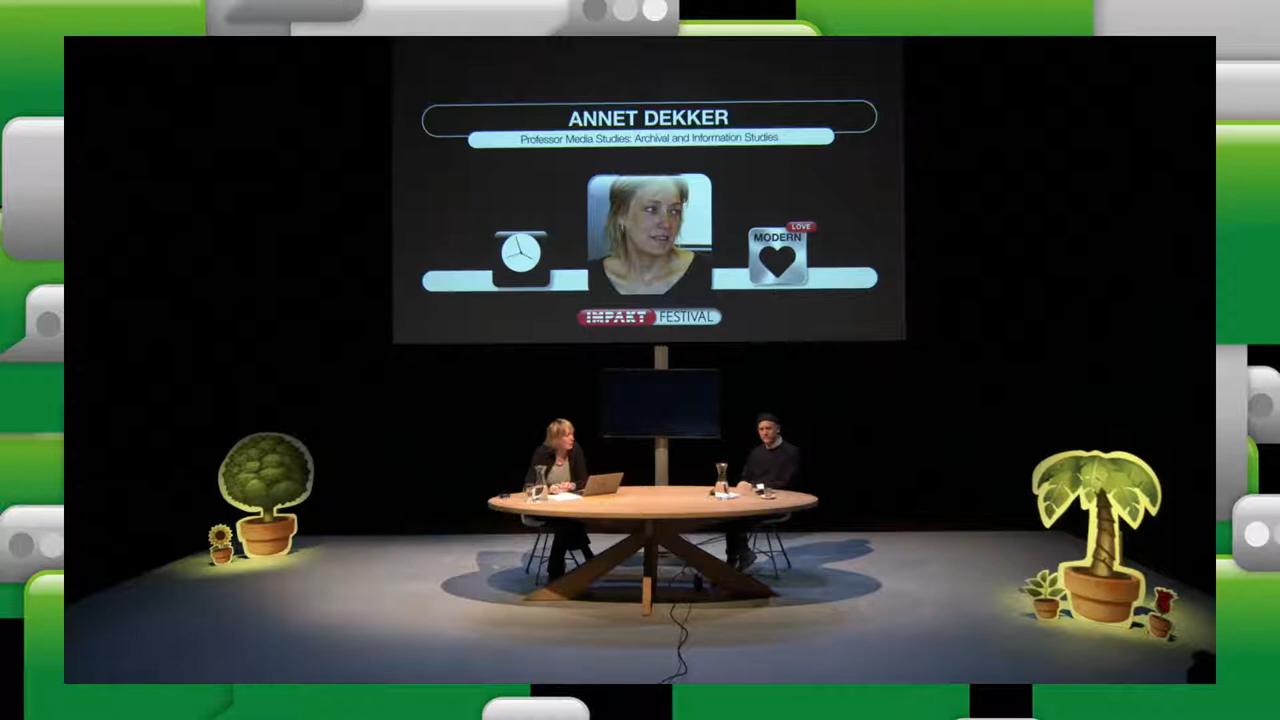 ANNET DEKKER
Professor Media Studies: Archival and Information Studies
LOVE
MODERN
IMPAKT FESTIVAL